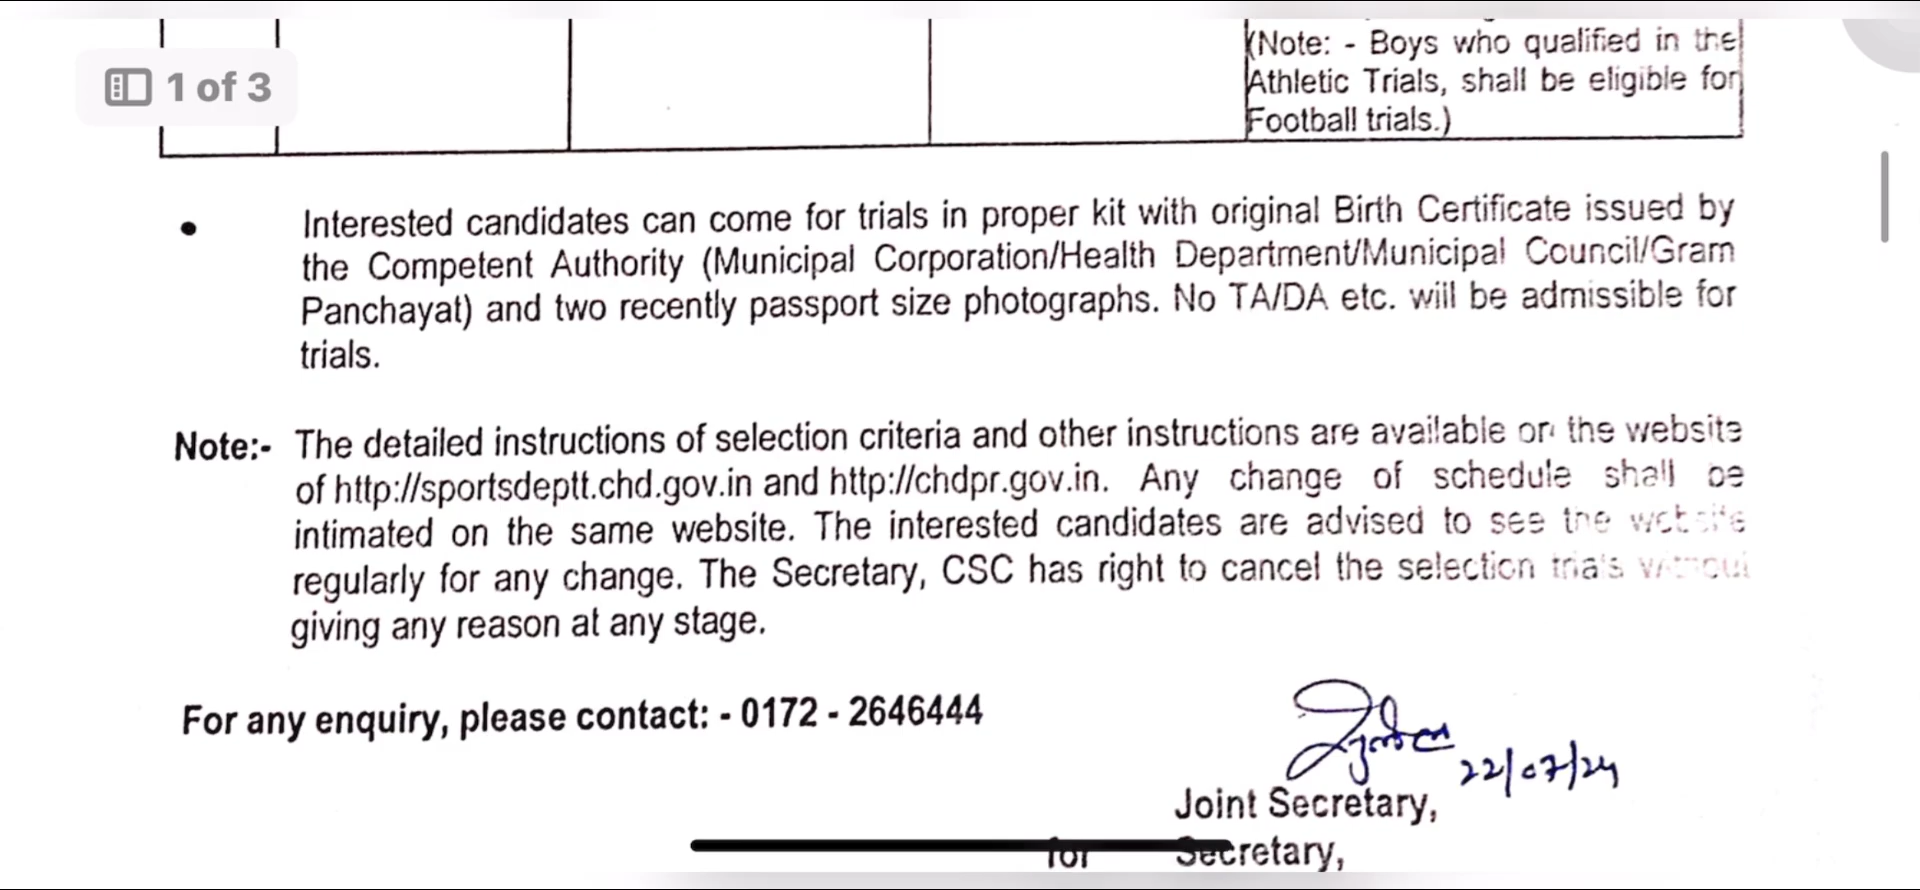 (Note: - Boys who qualified in the
1 of 3
Athletic Trials, shall be eligible for
Football trials.)
• Interested candidates can come for trials in proper kit with original Birth Certificate issued by
the Competent Authority (Municipal Corporation/Health Department/Municipal Council/Gram
Panchayat) and two recently passport size photographs. No TA/DA etc. will be admissible for
trials.
Note:- The detailed instructions of selection criteria and other instructions are available on the website
of http://sportsdeptt.chd.gov.in and http://chdpr.gov.in. Any change of schedule shall be
intimated on the same website. The interested candidates are advised to see the website
regularly for any change. The Secretary, CSC has right to cancel the selection trials without
giving any reason at any stage.
For any enquiry, please contact: - 0172 - 2646444
22/07/24
Joint Secretary,
for Secretary,